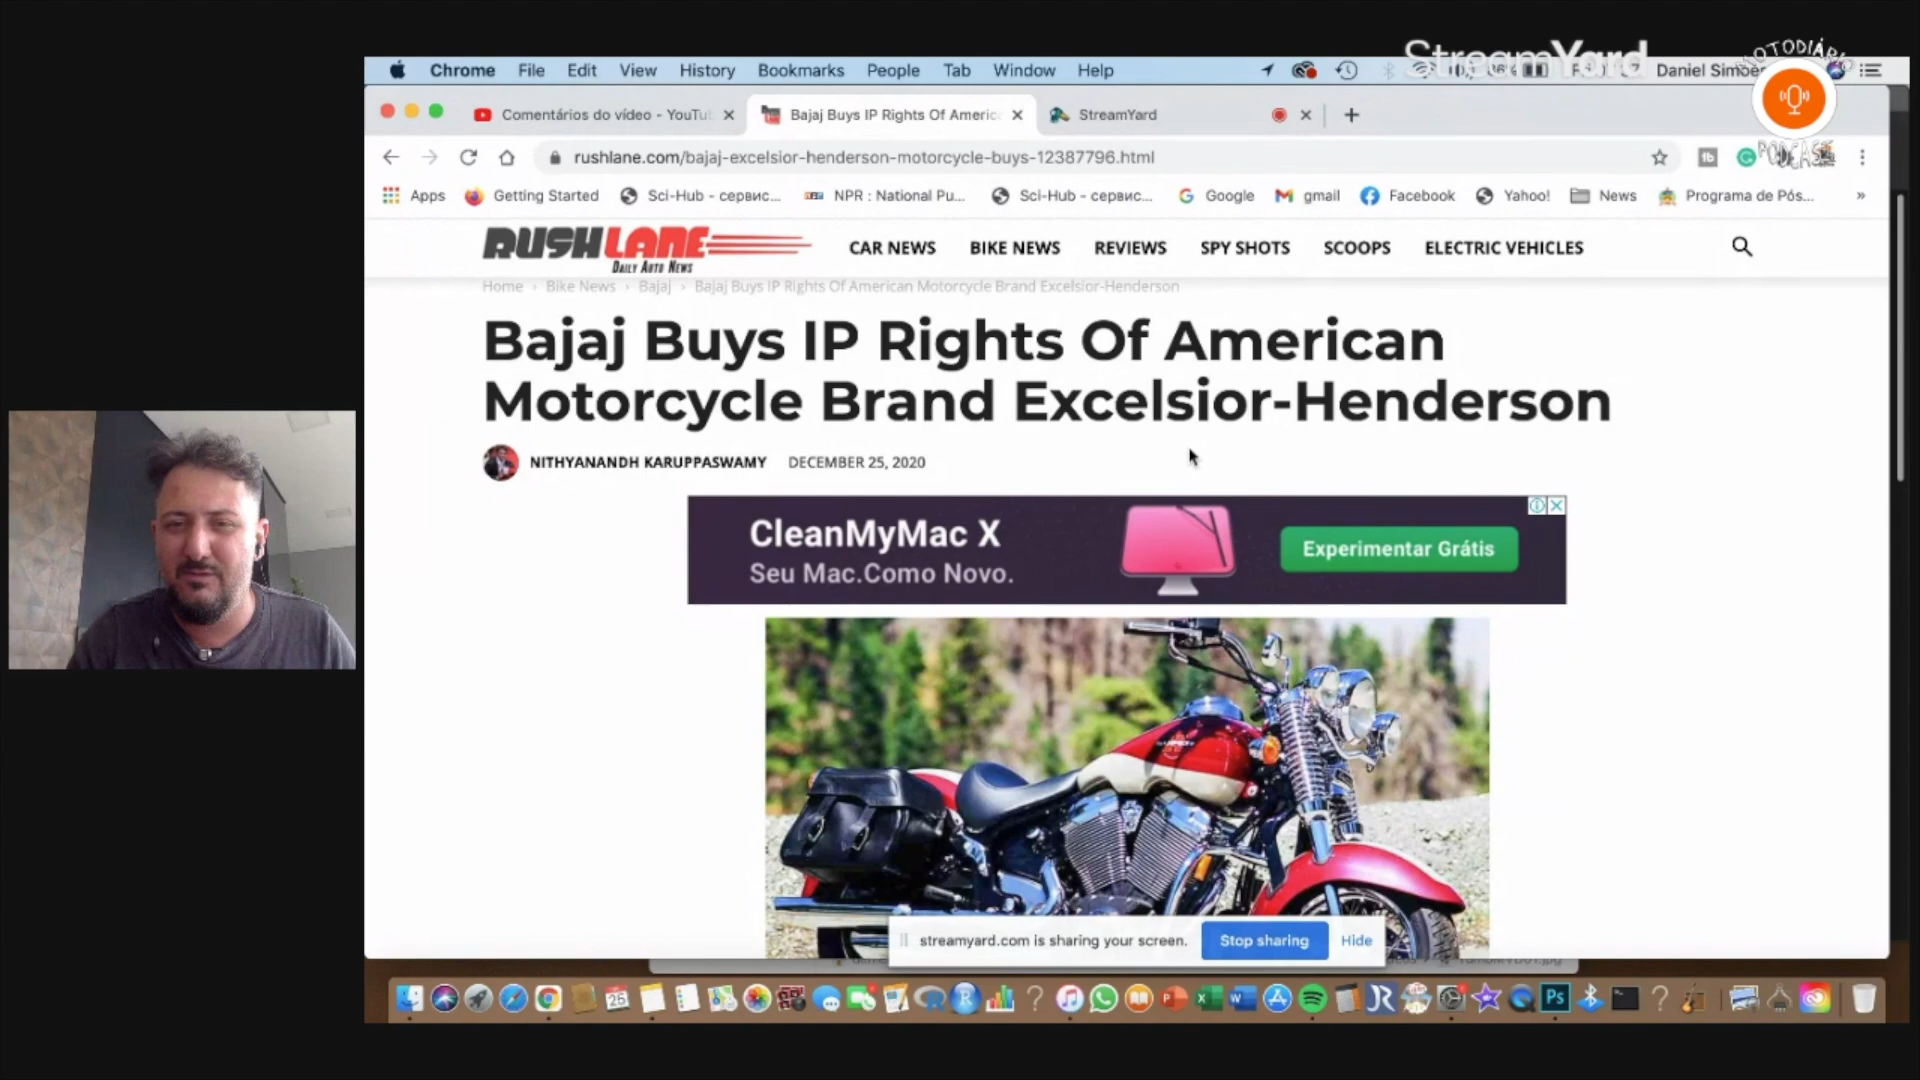 StreamYard
MOTODIÁRIO
PODCAST
Chrome File Edit View History Bookmarks People Tab Window Help
Daniel Simões
Comentários do vídeo - YouTu
Bajaj Buys IP Rights Of Americ
StreamYard
rushlane.com/bajaj-excelsior-henderson-motorcycle-buys-12387796.html
Apps Getting Started Sci-Hub - сервис... NPR : National Pu... Sci-Hub - сервис... Google gmail Facebook Yahoo! News Programa de Pós... »
RUSHLANE
DAILY AUTO NEWS
CAR NEWS BIKE NEWS REVIEWS SPY SHOTS SCOOPS ELECTRIC VEHICLES
Home › Bike News › Bajaj › Bajaj Buys IP Rights Of American Motorcycle Brand Excelsior-Henderson
Bajaj Buys IP Rights Of American
Motorcycle Brand Excelsior-Henderson
NITHYANANDH KARUPPASWAMY DECEMBER 25, 2020
CleanMyMac X
Seu Mac.Como Novo.
Experimentar Grátis
streamyard.com is sharing your screen. Stop sharing Hide